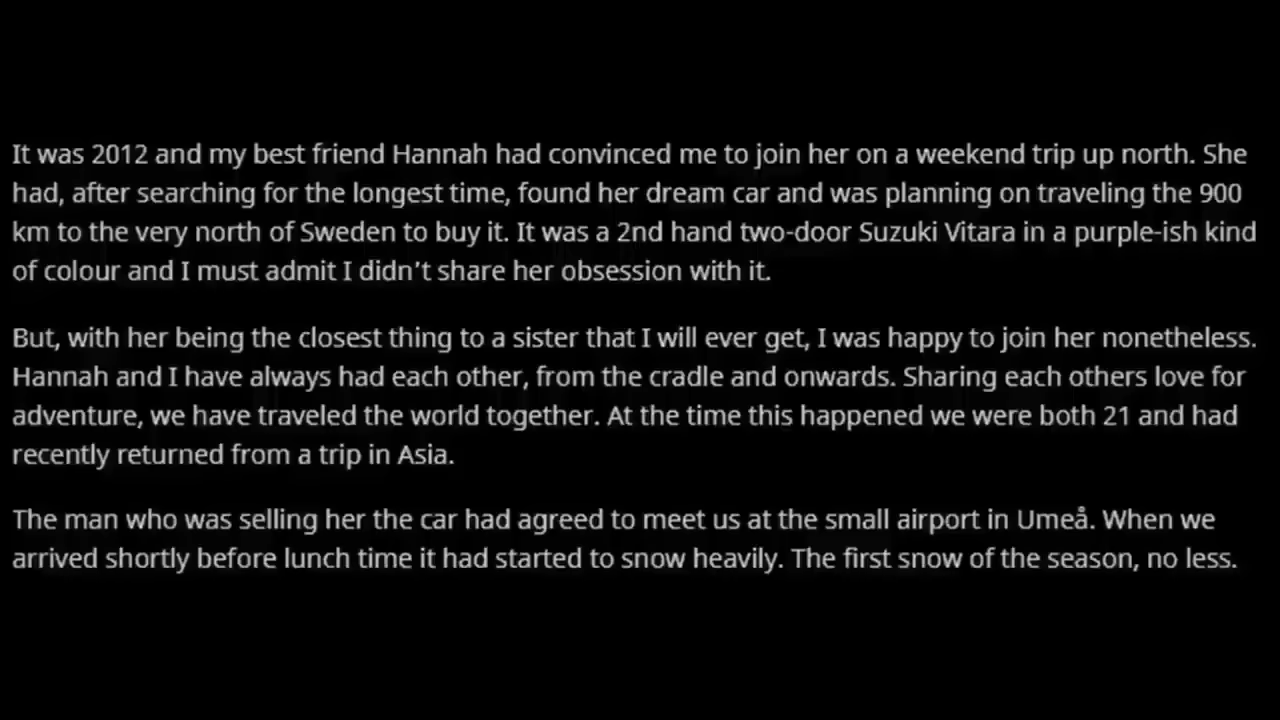 It was 2012 and my best friend Hannah had convinced me to join her on a weekend trip up north. She
had, after searching for the longest time, found her dream car and was planning on traveling the 900
km to the very north of Sweden to buy it. It was a 2nd hand two-door Suzuki Vitara in a purple-ish kind
of colour and I must admit I didn't share her obsession with it.
But, with her being the closest thing to a sister that I will ever get, I was happy to join her nonetheless.
Hannah and I have always had each other, from the cradle and onwards. Sharing each others love for
adventure, we have traveled the world together. At the time this happened we were both 21 and had
recently returned from a trip in Asia.
The man who was selling her the car had agreed to meet us at the small airport in Umeå. When we
arrived shortly before lunch time it had started to snow heavily. The first snow of the season, no less.